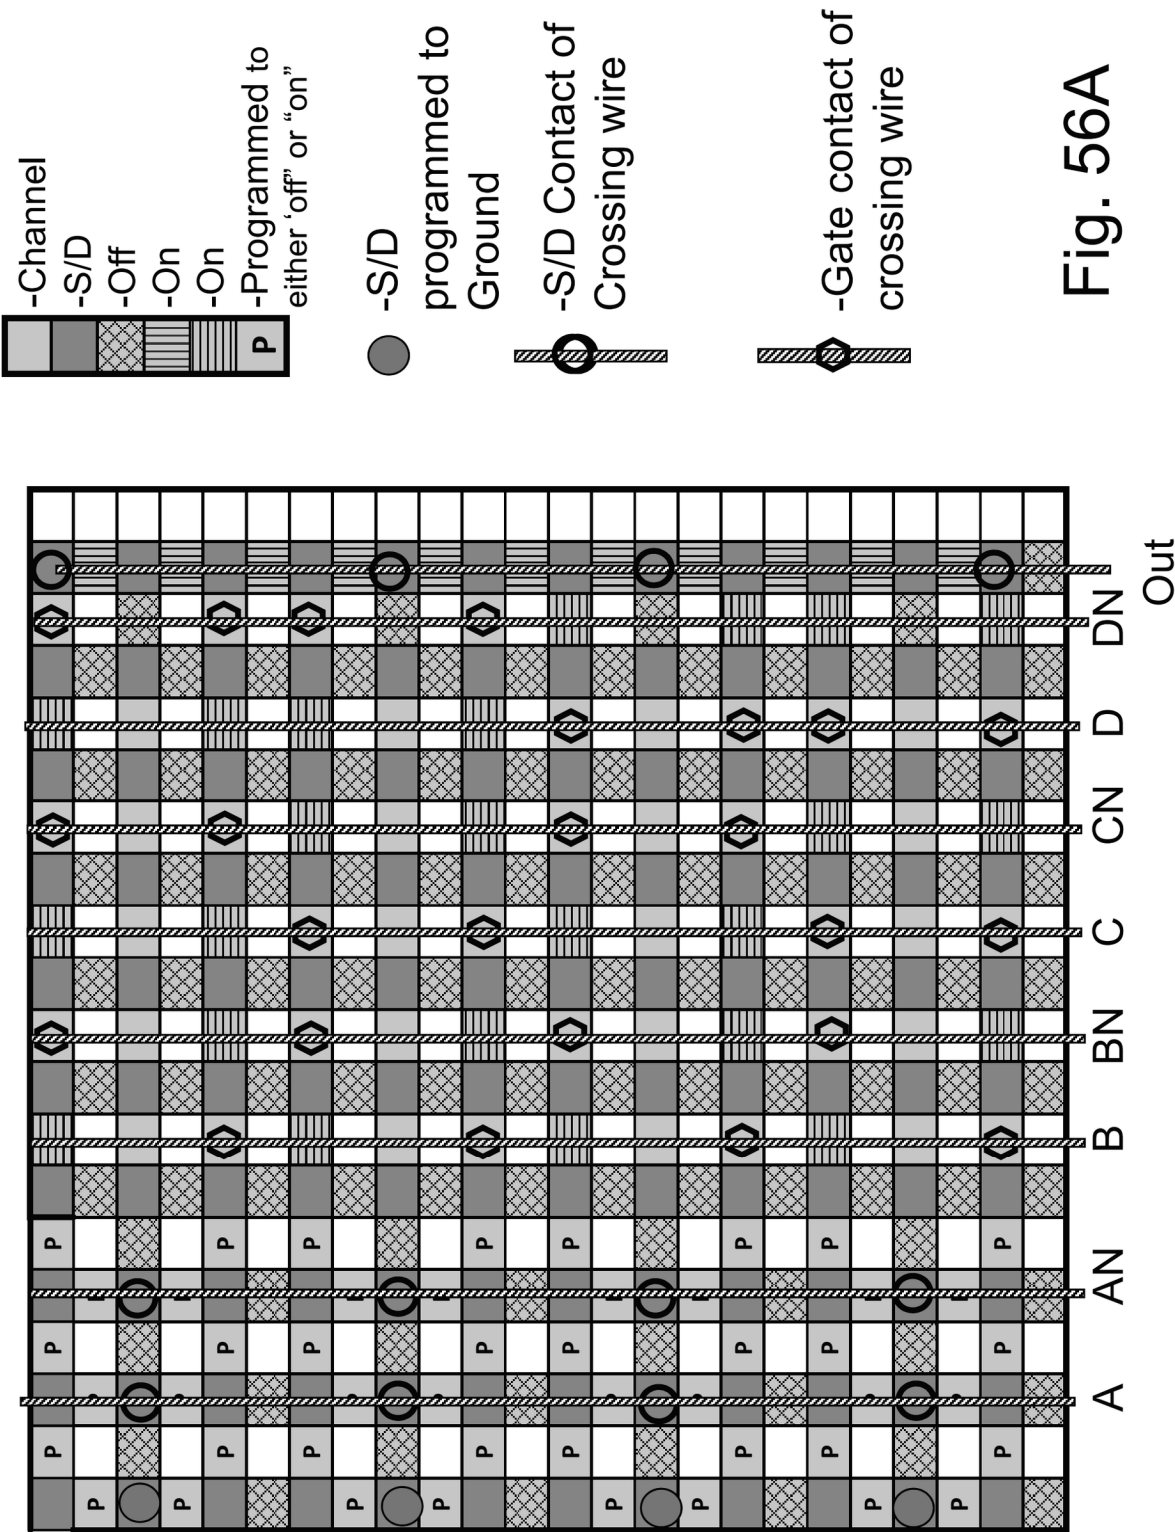 P P P
P
P
P P P
P P P
P
P
P P P
P P P
P
P
P P P
P P P
P
P
P P P
A AN B BN C CN D DN
Out
-Channel
-S/D
-Off
-On
-On
P -Programmed to
either ‘off” or “on”
-S/D
programmed to
Ground
-S/D Contact of
Crossing wire
-Gate contact of
crossing wire
Fig. 56A